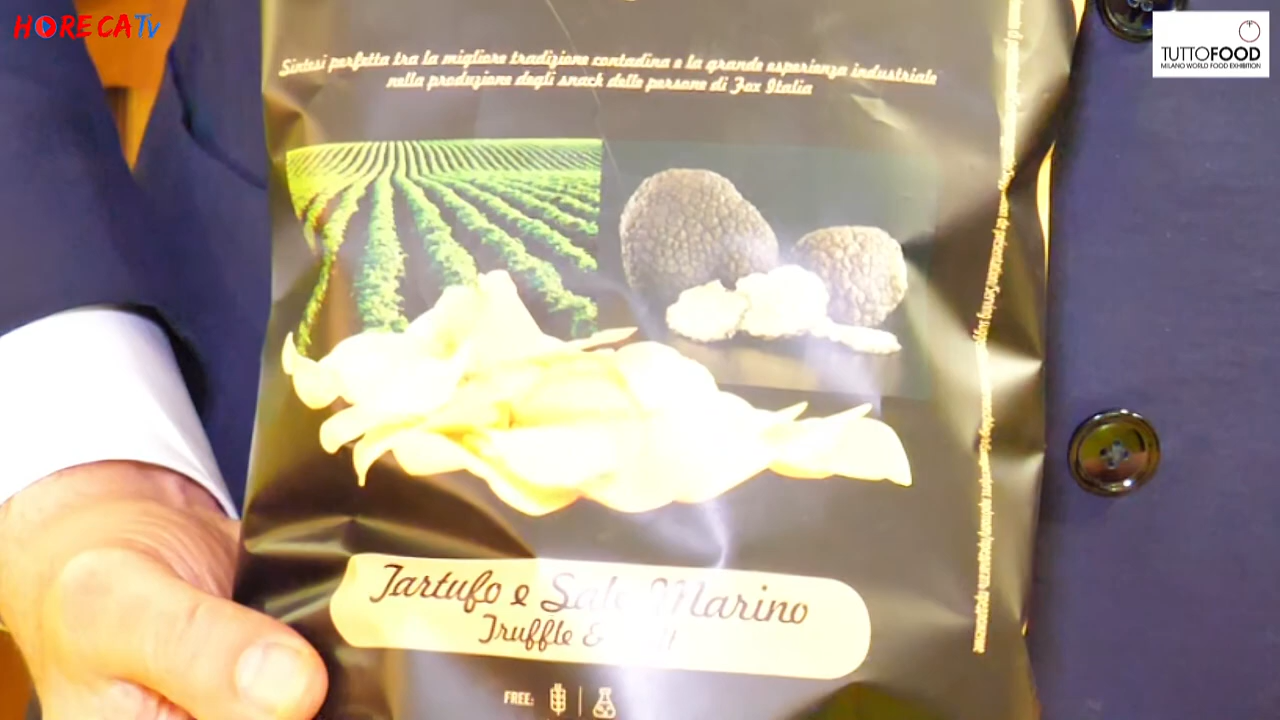 HORECATv
TUTTOFOOD
MILANO WORLD FOOD EXHIBITION
Sintesi perfetta tra la migliore tradizione contadina e la grande esperienza industriale
nella produzione degli snack delle persone di Fox Italia
Tartufo e Sale Marino
Truffle &
FREE: